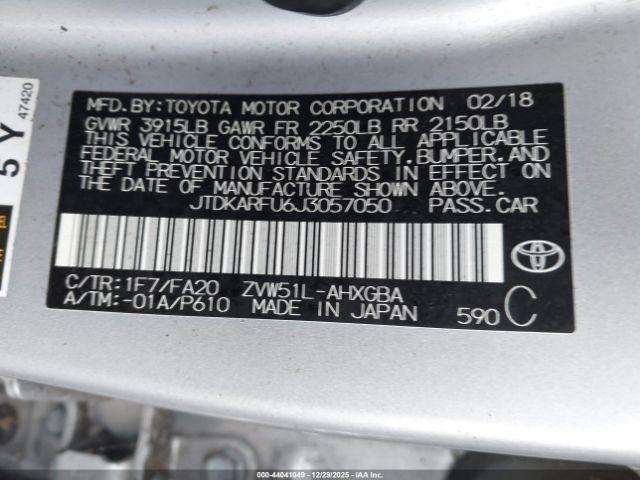 MFD.BY:TOYOTA MOTOR CORPORATION 02/18
GVWR 3915LB GAWR FR 2250LB RR 2150LB
THIS VEHICLE CONFORMS TO ALL APPLICABLE
FEDERAL MOTOR VEHICLE SAFETY,BUMPER,AND
THEFT PREVENTION STANDARDS IN EFFECT ON
THE DATE OF MANUFACTURE SHOWN ABOVE.
JTDKARFU6J3057050 PASS.CAR
TOYOTA
C/TR:1F7/FA20 ZVW51L-AHXGBA
A/TM:-01A/P610 MADE IN JAPAN 590 C
5 Y
47420
000-44041049 - 12/29/2025 - IAAI.COM